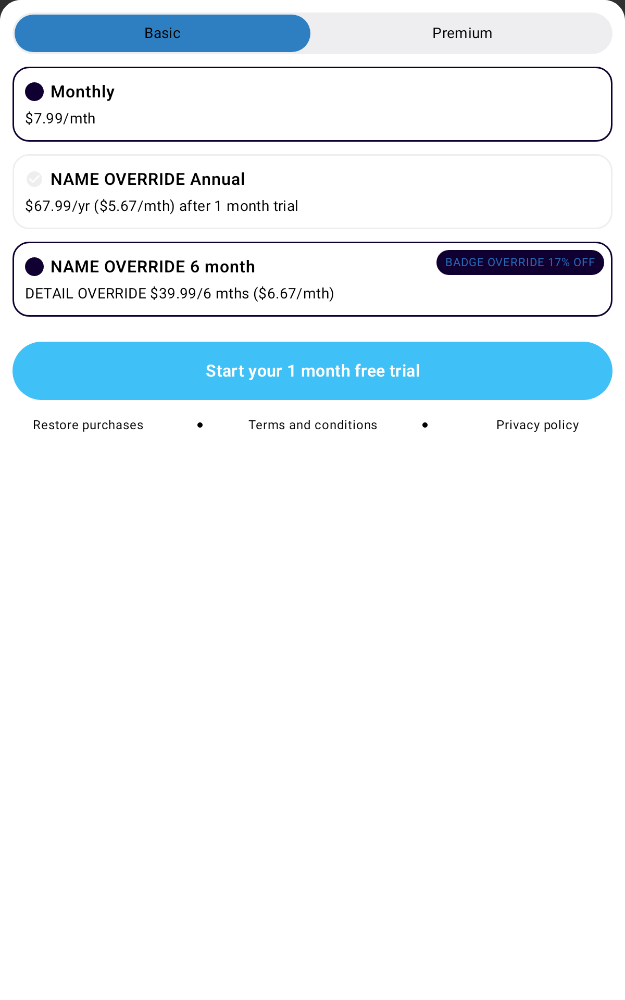 Basic
Premium
Monthly
$7.99/mth
NAME OVERRIDE Annual
$67.99/yr ($5.67/mth) after 1 month trial
NAME OVERRIDE 6 month
BADGE OVERRIDE 17% OFF
DETAIL OVERRIDE $39.99/6 mths ($6.67/mth)
Start your 1 month free trial
Restore purchases
Terms and conditions
Privacy policy